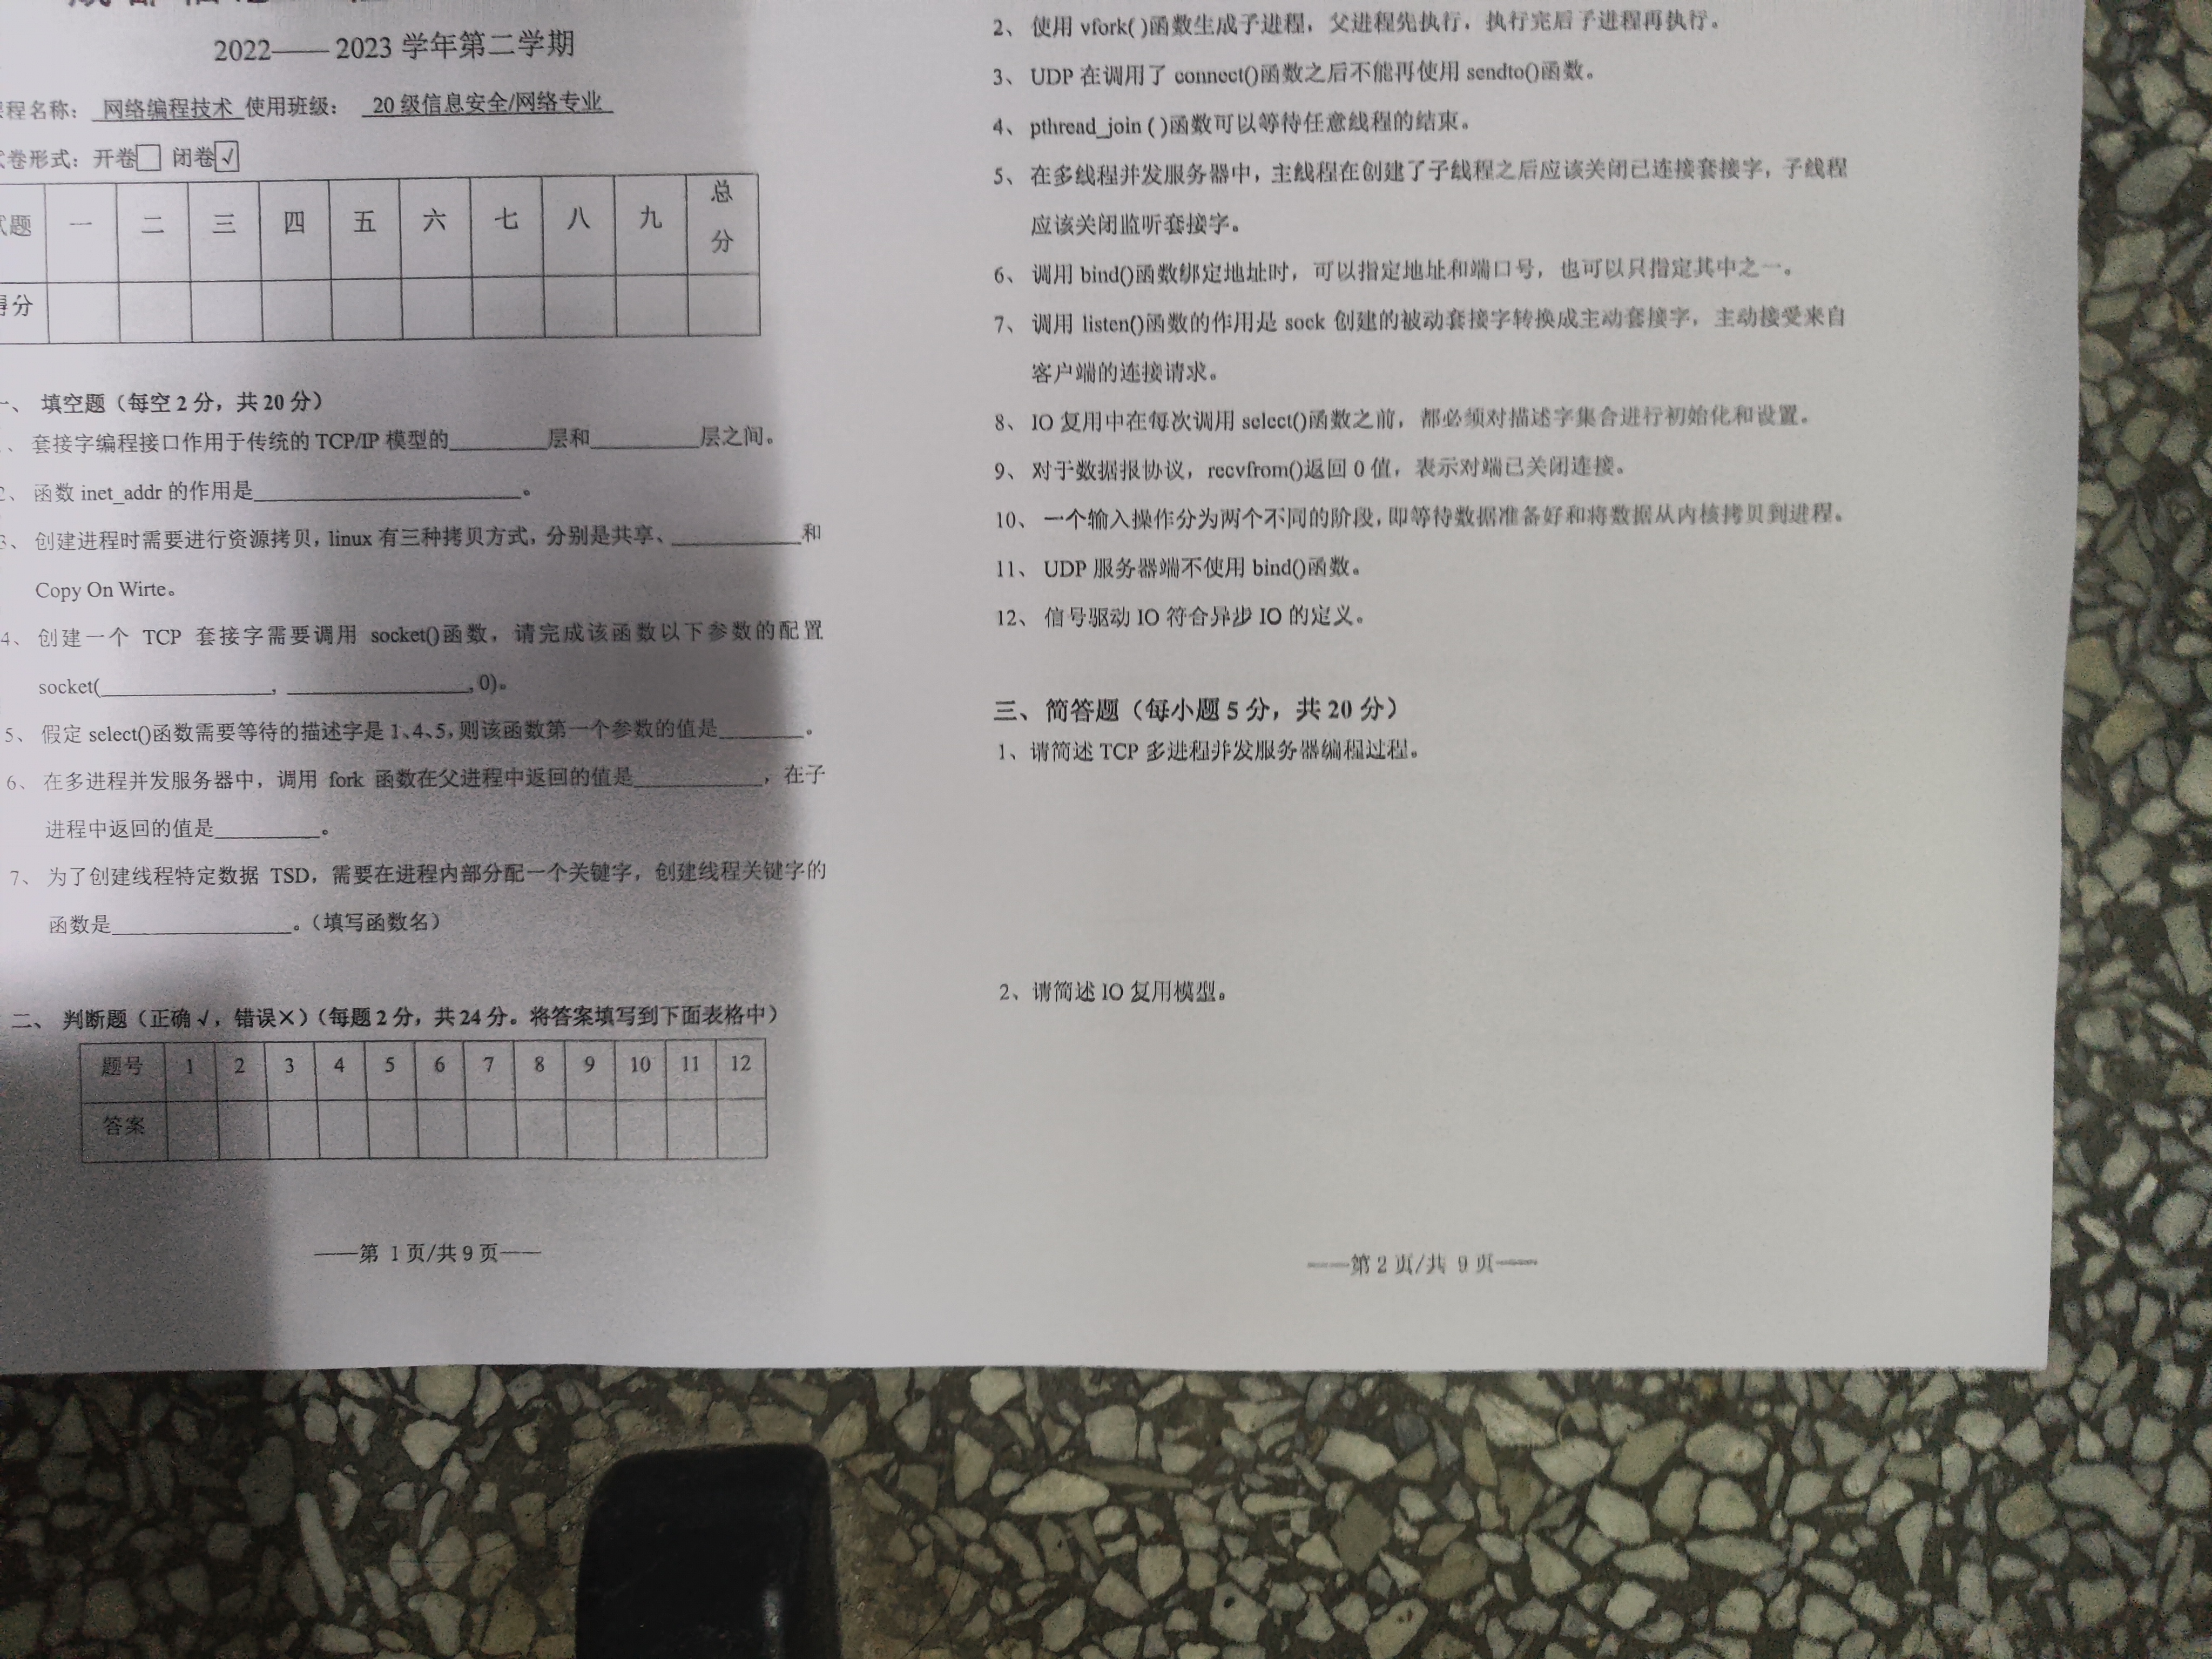 2022—— 2023 学年第二学期
程名称： 网络编程技术 使用班级： 20 级信息安全/网络专业
卷形式：开卷□ 闭卷√
题 一 二 三 四 五 六 七 八 九 总分
得分
一、 填空题（每空 2 分，共 20 分）
、 套接字编程接口作用于传统的 TCP/IP 模型的________层和________层之间。
2、 函数 inet_addr 的作用是________。
3、 创建进程时需要进行资源拷贝，linux 有三种拷贝方式，分别是共享、________和
Copy On Wirte。
4、 创建一个 TCP 套接字需要调用 socket()函数，请完成该函数以下参数的配置
socket(________，________, 0)。
5、 假定 select()函数需要等待的描述字是 1、4、5，则该函数第一个参数的值是________。
6、 在多进程并发服务器中，调用 fork 函数在父进程中返回的值是________，在子
进程中返回的值是________。
7、 为了创建线程特定数据 TSD，需要在进程内部分配一个关键字，创建线程关键字的
函数是________。（填写函数名）
二、 判断题（正确√，错误×）（每题 2 分，共 24 分。将答案填写到下面表格中）
题号 1 2 3 4 5 6 7 8 9 10 11 12
答案
——第 1 页/共 9 页——
2、 使用 vfork( )函数生成子进程，父进程先执行，执行完后子进程再执行。
3、 UDP 在调用了 connect()函数之后不能再使用 sendto()函数。
4、 pthread_join ( )函数可以等待任意线程的结束。
5、 在多线程并发服务器中，主线程在创建了子线程之后应该关闭已连接套接字，子线程
应该关闭监听套接字。
6、 调用 bind()函数绑定地址时，可以指定地址和端口号，也可以只指定其中之一。
7、 调用 listen()函数的作用是 sock 创建的被动套接字转换成主动套接字，主动接受来自
客户端的连接请求。
8、 IO 复用中在每次调用 select()函数之前，都必须对描述字集合进行初始化和设置。
9、 对于数据报协议，recvfrom()返回 0 值，表示对端已关闭连接。
10、 一个输入操作分为两个不同的阶段，即等待数据准备好和将数据从内核拷贝到进程。
11、 UDP 服务器端不使用 bind()函数。
12、 信号驱动 IO 符合异步 IO 的定义。
三、简答题（每小题 5 分，共 20 分）
1、请简述 TCP 多进程并发服务器编程过程。
2、请简述 IO 复用模型。
——第 2 页/共 9 页——